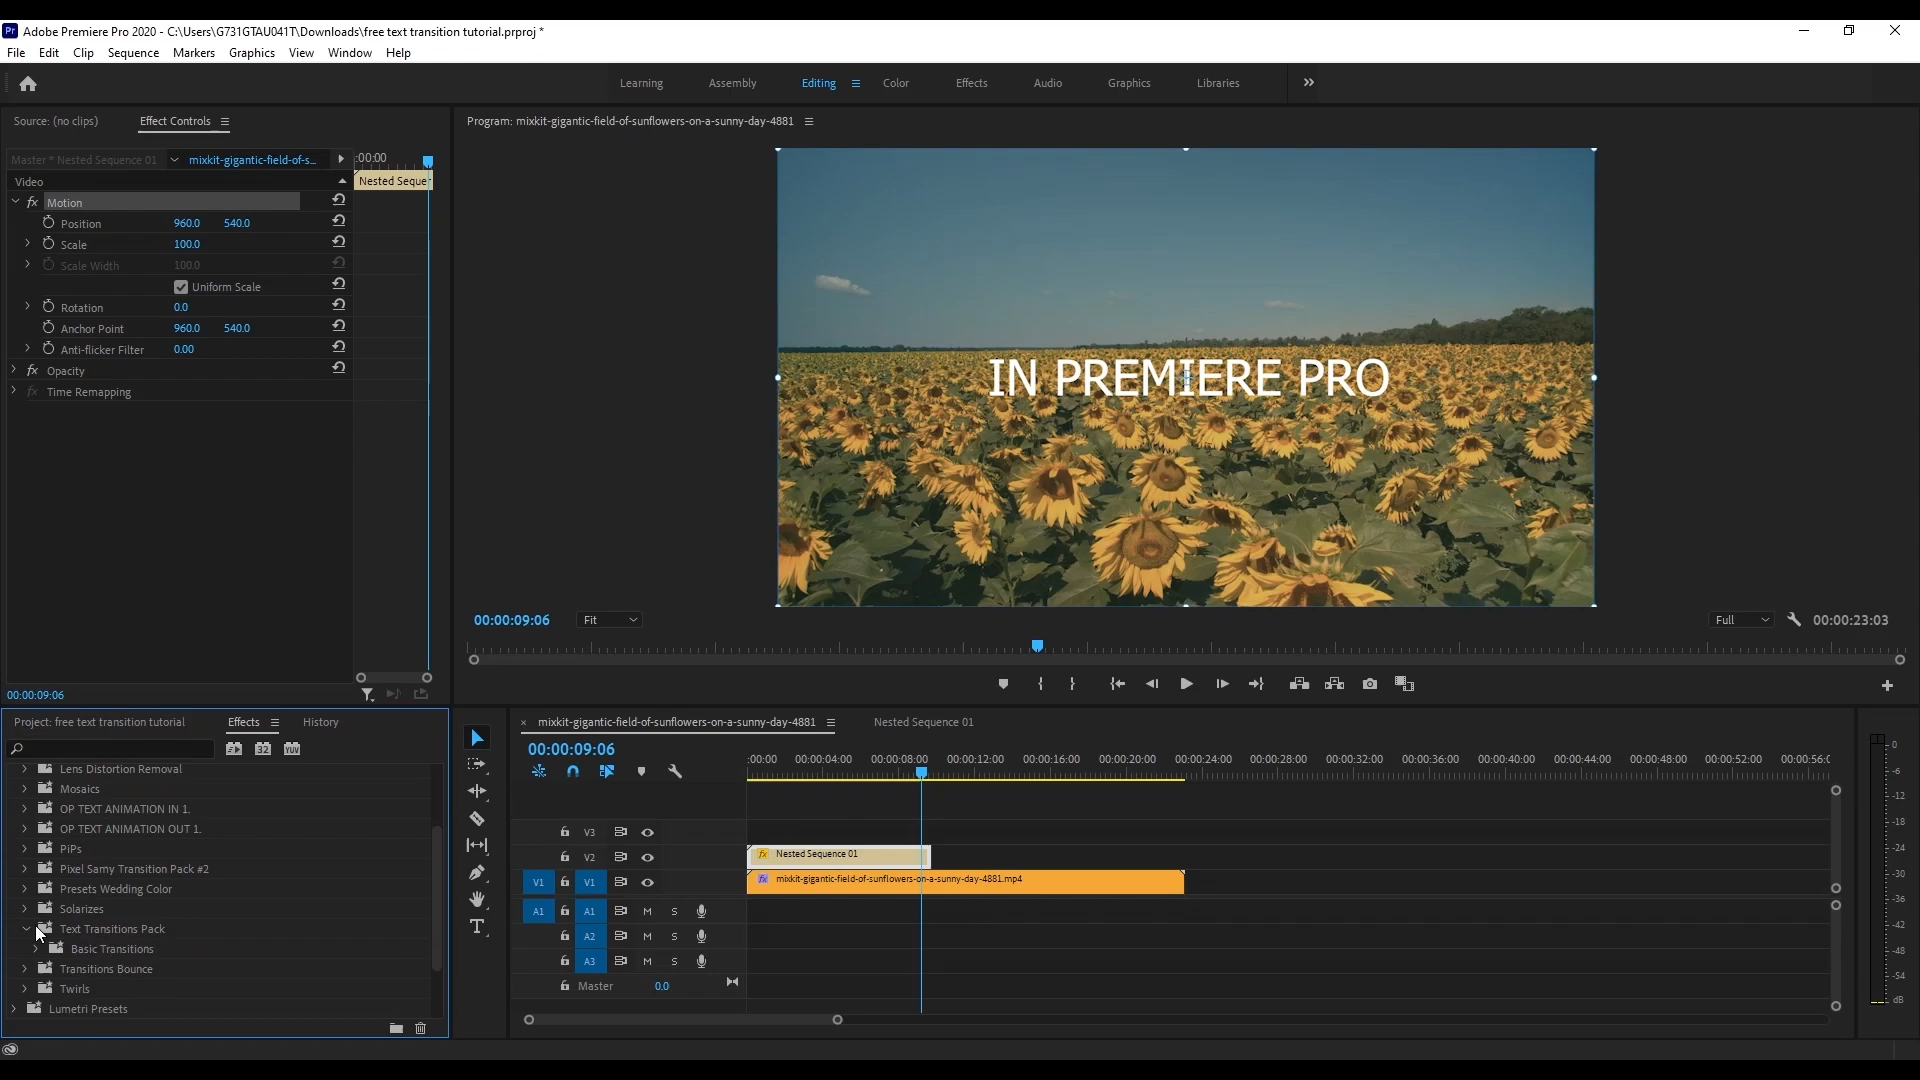 Pr Adobe Premiere Pro 2020 - C:\Users\G731GTAU041T\Downloads\free text transition tutorial.prproj *
File Edit Clip Sequence Markers Graphics View Window Help
Learning Assembly Editing Color Effects Audio Graphics Libraries
Source: (no clips) Effect Controls
Program: mixkit-gigantic-field-of-sunflowers-on-a-sunny-day-4881
Master * Nested Sequence 01 mixkit-gigantic-field-of-s... :00:00
Video Nested Seque
fx Motion
Position 960.0 540.0
Scale 100.0
Scale Width 100.0
Uniform Scale
Rotation 0.0
Anchor Point 960.0 540.0
Anti-flicker Filter 0.00
fx Opacity
fx Time Remapping
IN PREMIERE PRO
00:00:09:06 Fit Full 00:00:23:03
00:00:09:06
Project: free text transition tutorial Effects History
32 YUV
Lens Distortion Removal
Mosaics
OP TEXT ANIMATION IN 1.
OP TEXT ANIMATION OUT 1.
PiPs
Pixel Samy Transition Pack #2
Presets Wedding Color
Solarizes
Text Transitions Pack
Basic Transitions
Transitions Bounce
Twirls
Lumetri Presets
× mixkit-gigantic-field-of-sunflowers-on-a-sunny-day-4881 Nested Sequence 01
00:00:09:06
:00:00 00:00:04:00 00:00:08:00 00:00:12:00 00:00:16:00 00:00:20:00 00:00:24:00 00:00:28:00 00:00:32:00 00:00:36:00 00:00:40:00 00:00:44:00 00:00:48:00 00:00:52:00 00:00:56:0
V3
V2 fx Nested Sequence 01
V1 V1 fx mixkit-gigantic-field-of-sunflowers-on-a-sunny-day-4881.mp4
A1 A1 M S
A2 M S
A3 M S
Master 0.0
0
-6
-12
-18
-24
-30
-36
-42
-48
-54
dB